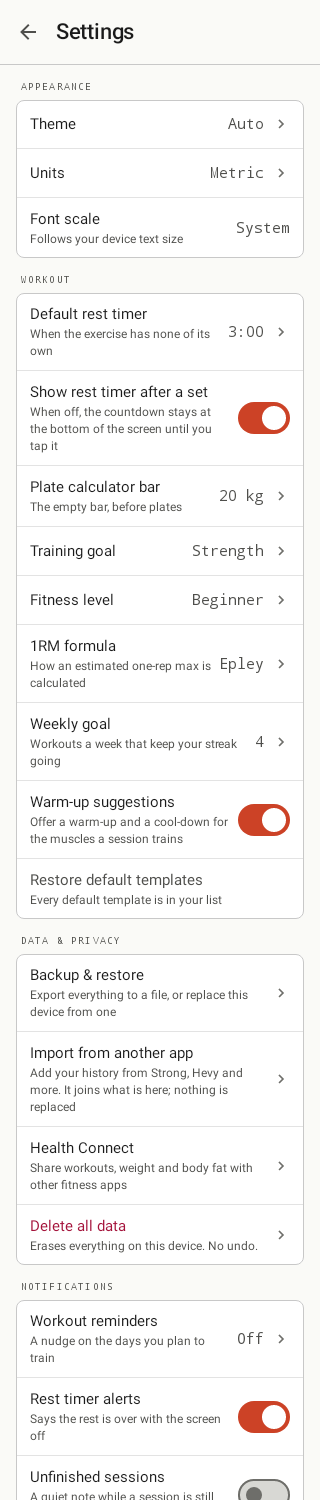 Settings
APPEARANCE
Theme
Auto
Units
Metric
Font scale
Follows your device text size
System
WORKOUT
Default rest timer
When the exercise has none of its
own
3:00
Show rest timer after a set
When off, the countdown stays at
the bottom of the screen until you
tap it
Plate calculator bar
The empty bar, before plates
20 kg
Training goal
Strength
Fitness level
Beginner
1RM formula
How an estimated one-rep max is
calculated
Epley
Weekly goal
Workouts a week that keep your streak
going
4
Warm-up suggestions
Offer a warm-up and a cool-down for
the muscles a session trains
Restore default templates
Every default template is in your list
DATA & PRIVACY
Backup & restore
Export everything to a file, or replace this
device from one
Import from another app
Add your history from Strong, Hevy and
more. It joins what is here; nothing is
replaced
Health Connect
Share workouts, weight and body fat with
other fitness apps
Delete all data
Erases everything on this device. No undo.
NOTIFICATIONS
Workout reminders
A nudge on the days you plan to
train
Off
Rest timer alerts
Says the rest is over with the screen
off
Unfinished sessions
A quiet note while a session is still